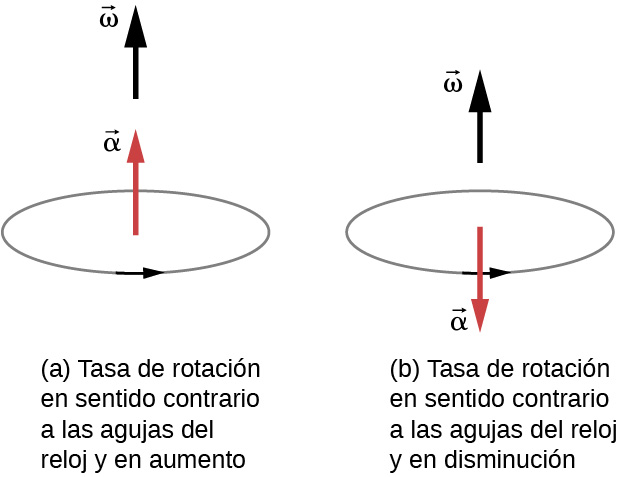 ω⃗
α⃗
(a) Tasa de rotación
en sentido contrario
a las agujas del
reloj y en aumento
ω⃗
α⃗
(b) Tasa de rotación
en sentido contrario
a las agujas del reloj
y en disminución